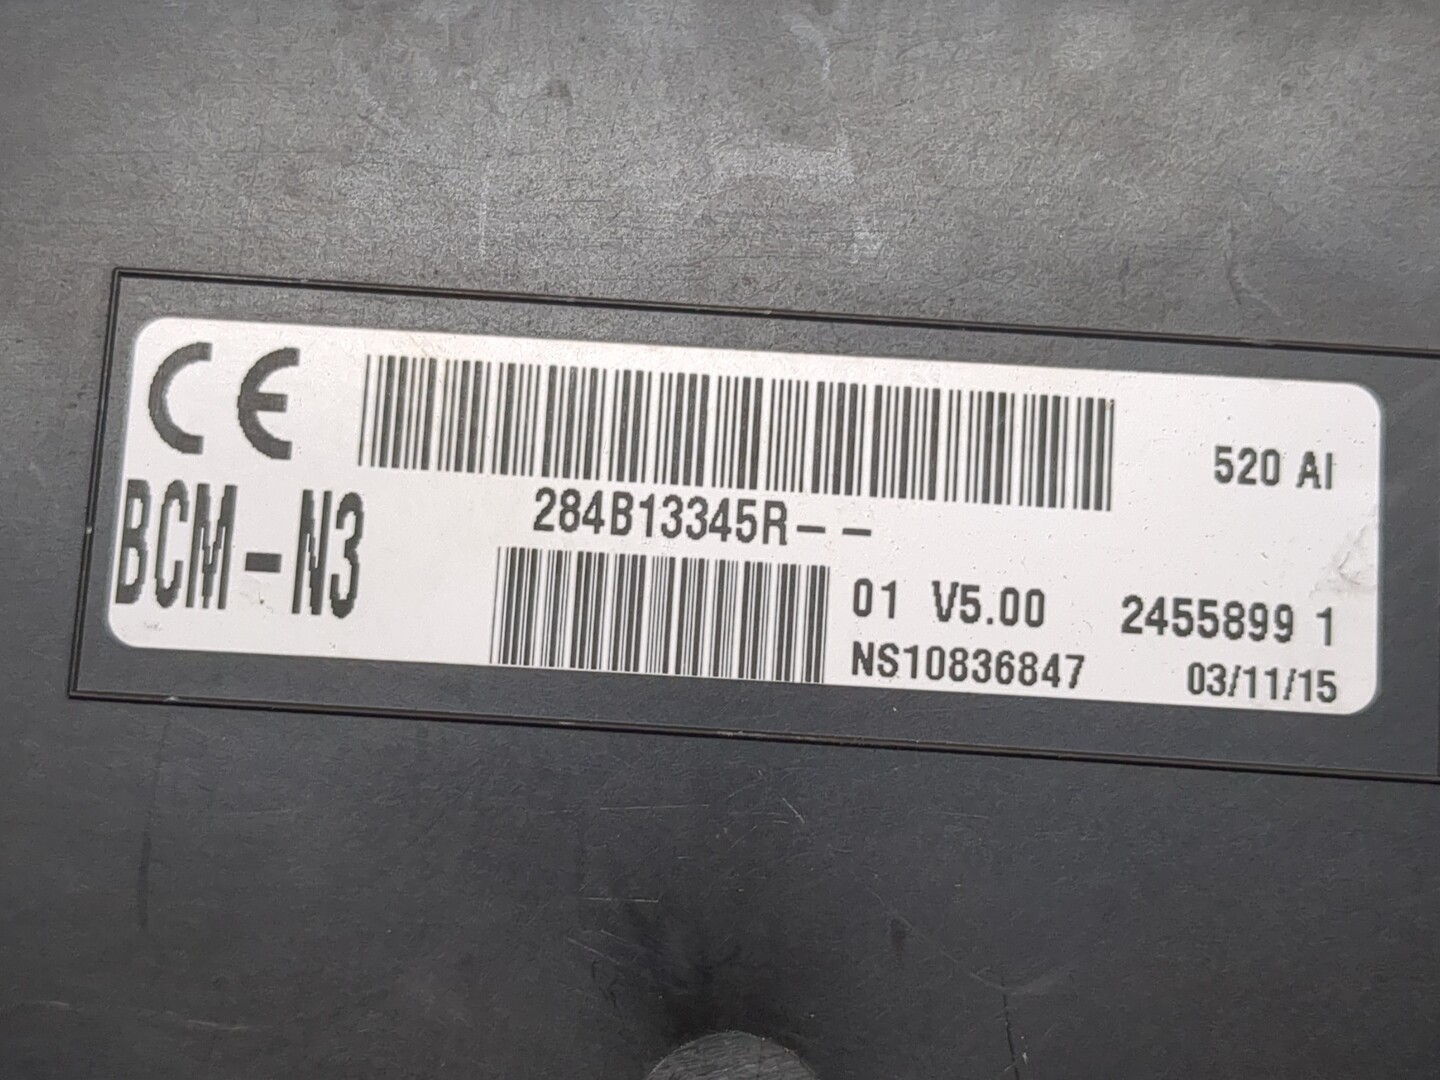 CE
520 AI
284B13345R--
BCM-N3
01 V5.00 2455899 1
NS10836847 03/11/15